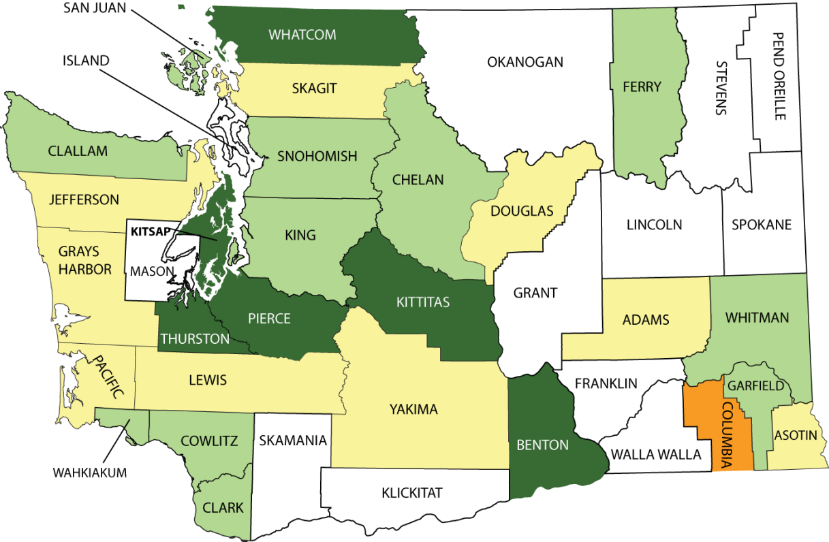 SAN JUAN
WHATCOM
ISLAND
OKANOGAN
PEND OREILLE
STEVENS
SKAGIT
FERRY
CLALLAM
SNOHOMISH
CHELAN
JEFFERSON
DOUGLAS
KITSAP
KING
LINCOLN
SPOKANE
GRAYS
HARBOR
MASON
GRANT
KITTITAS
PIERCE
ADAMS
WHITMAN
THURSTON
PACIFIC
LEWIS
FRANKLIN
GARFIELD
YAKIMA
COLUMBIA
ASOTIN
COWLITZ
SKAMANIA
BENTON
WALLA WALLA
WAHKIAKUM
KLICKITAT
CLARK